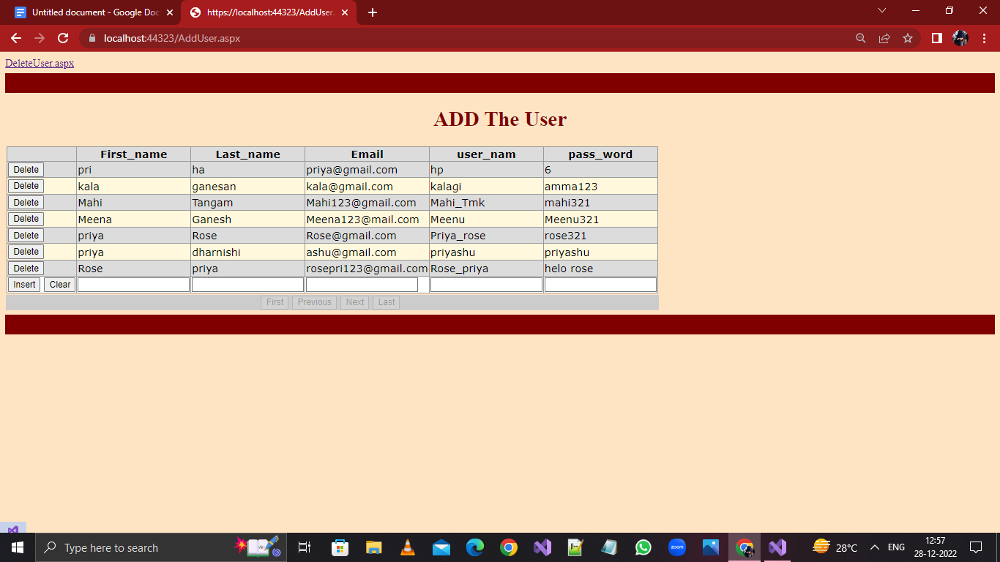 Untitled document - Google Doc
https://localhost:44323/AddUser.
localhost:44323/AddUser.aspx
DeleteUser.aspx
ADD The User
First_name Last_name Email user_nam pass_word
Delete pri ha priya@gmail.com hp 6
Delete kala ganesan kala@gmail.com kalagi amma123
Delete Mahi Tangam Mahi123@gmail.com Mahi_Tmk mahi321
Delete Meena Ganesh Meena123@mail.com Meenu Meenu321
Delete priya Rose Rose@gmail.com Priya_rose rose321
Delete priya dharnishi ashu@gmail.com priyashu priyashu
Delete Rose priya rosepri123@gmail.com Rose_priya helo rose
Insert Clear
First Previous Next Last
Type here to search
zoom
28°C
ENG
12:57
28-12-2022